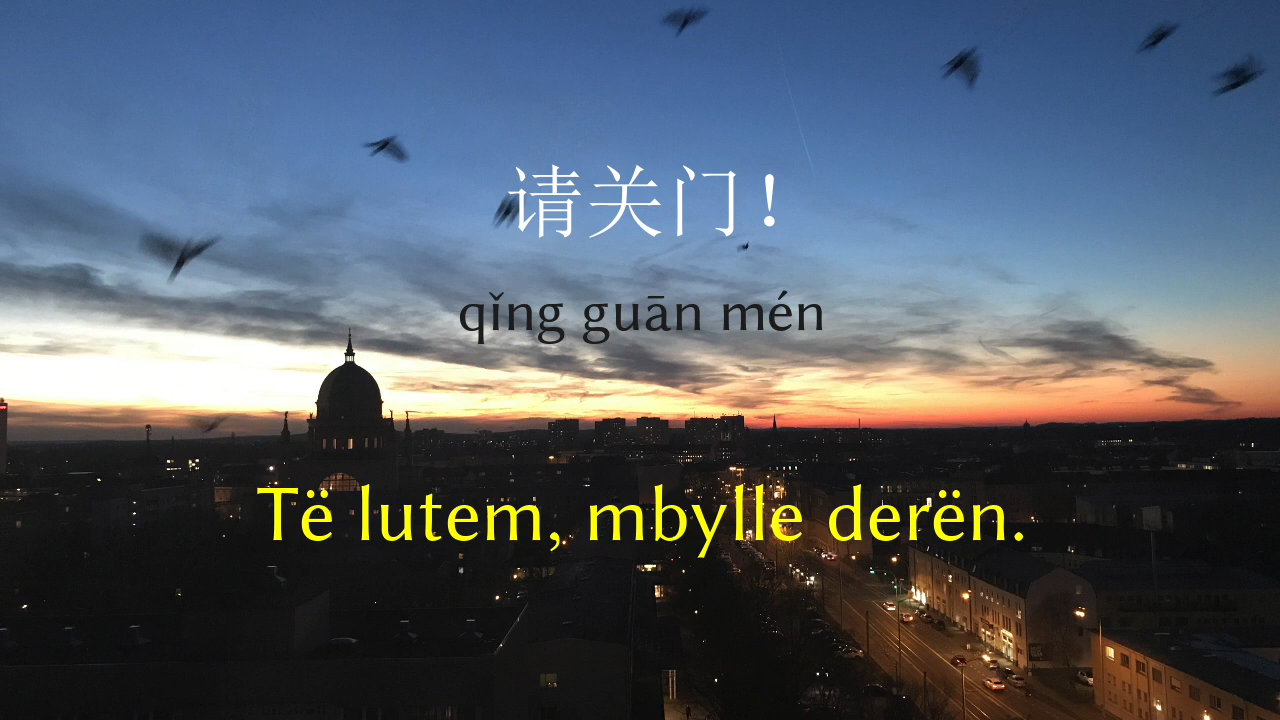 请关门！
qǐng guān mén
Të lutem, mbylle derën.